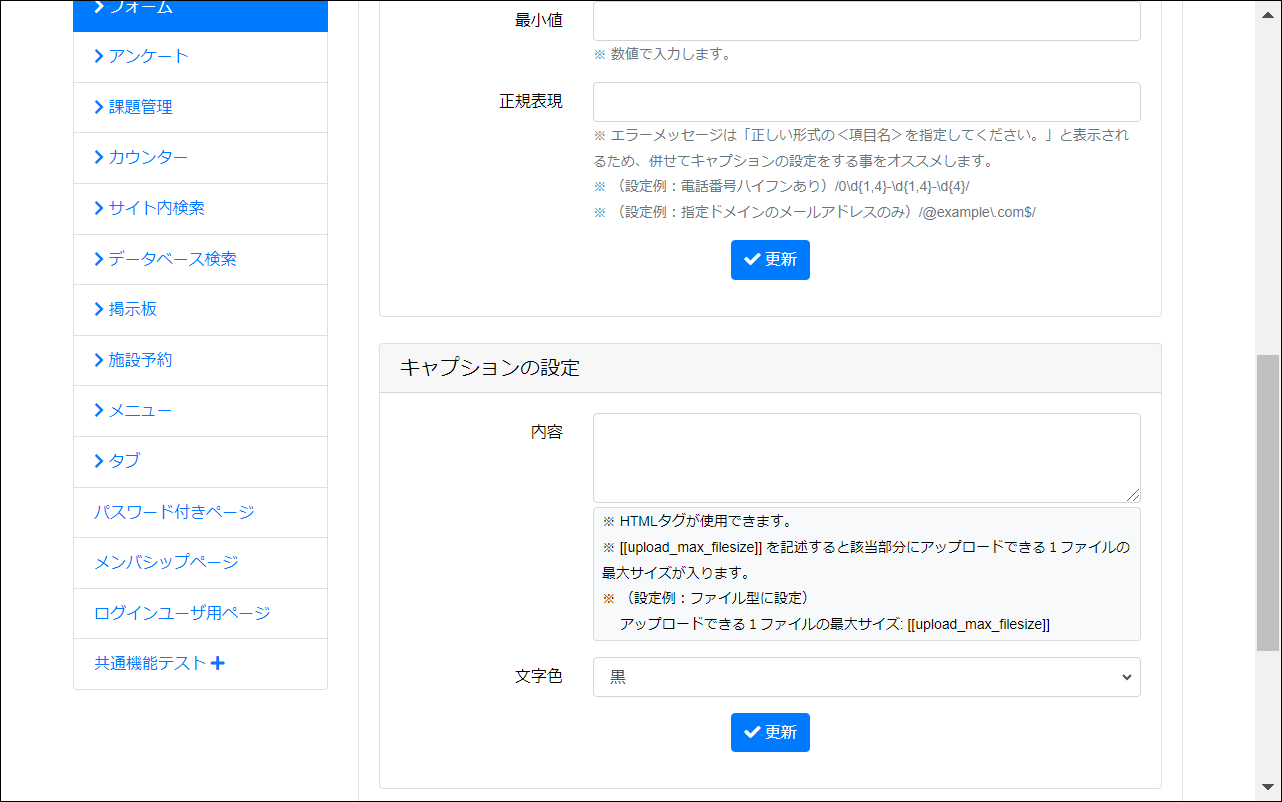 フォーム
アンケート
課題管理
カウンター
サイト内検索
データベース検索
掲示板
施設予約
メニュー
タブ
パスワード付きページ
メンバシップページ
ログインユーザ用ページ
共通機能テスト
最小値
※ 数値で入力します。
正規表現
※ エラーメッセージは「正しい形式の<項目名>を指定してください。」と表示され
るため、併せてキャプションの設定をする事をオススメします。
※ (設定例:電話番号ハイフンあり)/0\d{1,4}-\d{1,4}-\d{4}/
※ (設定例:指定ドメインのメールアドレスのみ)/@example\.com$/
更新
キャプションの設定
内容
※ HTMLタグが使用できます。
※ [[upload_max_filesize]] を記述すると該当部分にアップロードできる1ファイルの
最大サイズが入ります。
※ (設定例:ファイル型に設定)
アップロードできる1ファイルの最大サイズ: [[upload_max_filesize]]
文字色
黒
更新